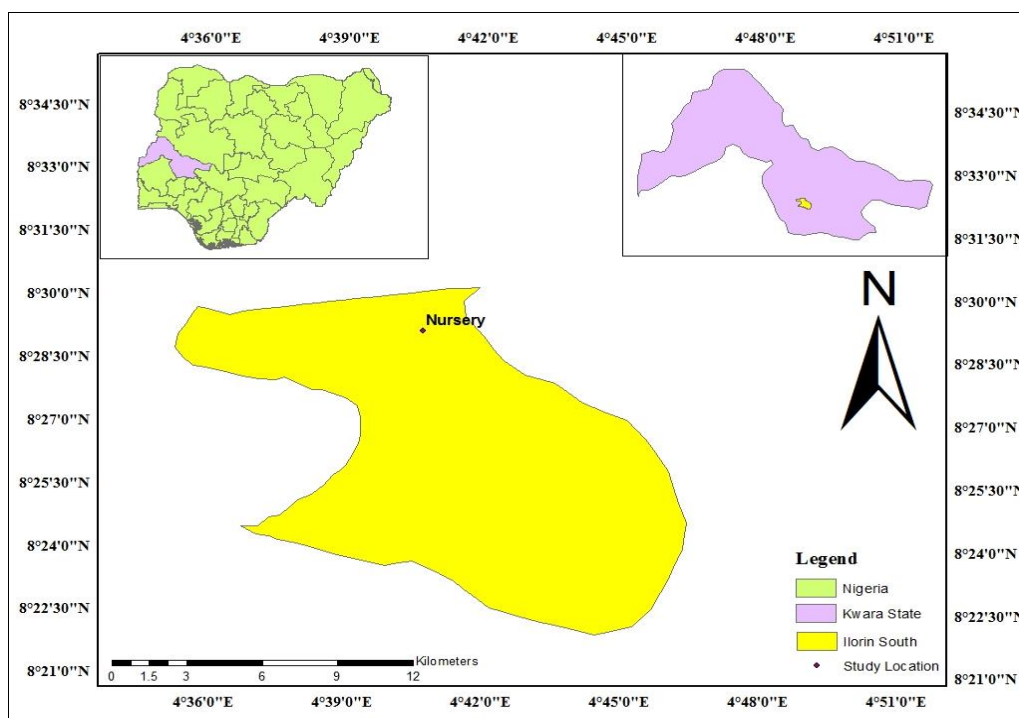 4°36'0"E 4°39'0"E 4°42'0"E 4°45'0"E 4°48'0"E 4°51'0"E
8°34'30"N 8°34'30"N
8°33'0"N 8°33'0"N
8°31'30"N 8°31'30"N
8°30'0"N 8°30'0"N
N
Nursery
8°28'30"N 8°28'30"N
8°27'0"N 8°27'0"N
8°25'30"N 8°25'30"N
8°24'0"N 8°24'0"N
Legend
Nigeria
Kwara State
Ilorin South
Study Location
8°22'30"N 8°22'30"N
8°21'0"N 8°21'0"N
Kilometers
0 1.5 3 6 9 12
4°36'0"E 4°39'0"E 4°42'0"E 4°45'0"E 4°48'0"E 4°51'0"E